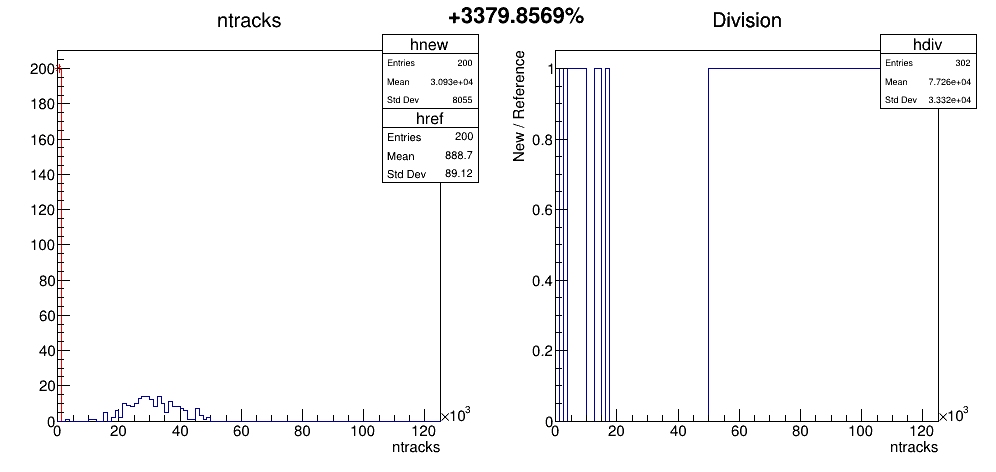 +3379.8569%
ntracks
hnew
Entries 200
Mean 3.093e+04
Std Dev 8055
href
Entries 200
Mean 888.7
Std Dev 89.12
200
180
160
140
120
100
80
60
40
20
0
0 20 40 60 80 100 120 ×10³
ntracks
Division
hdiv
Entries 302
Mean 7.726e+04
Std Dev 3.332e+04
New / Reference
1
0.8
0.6
0.4
0.2
0
0 20 40 60 80 100 120 ×10³
ntracks